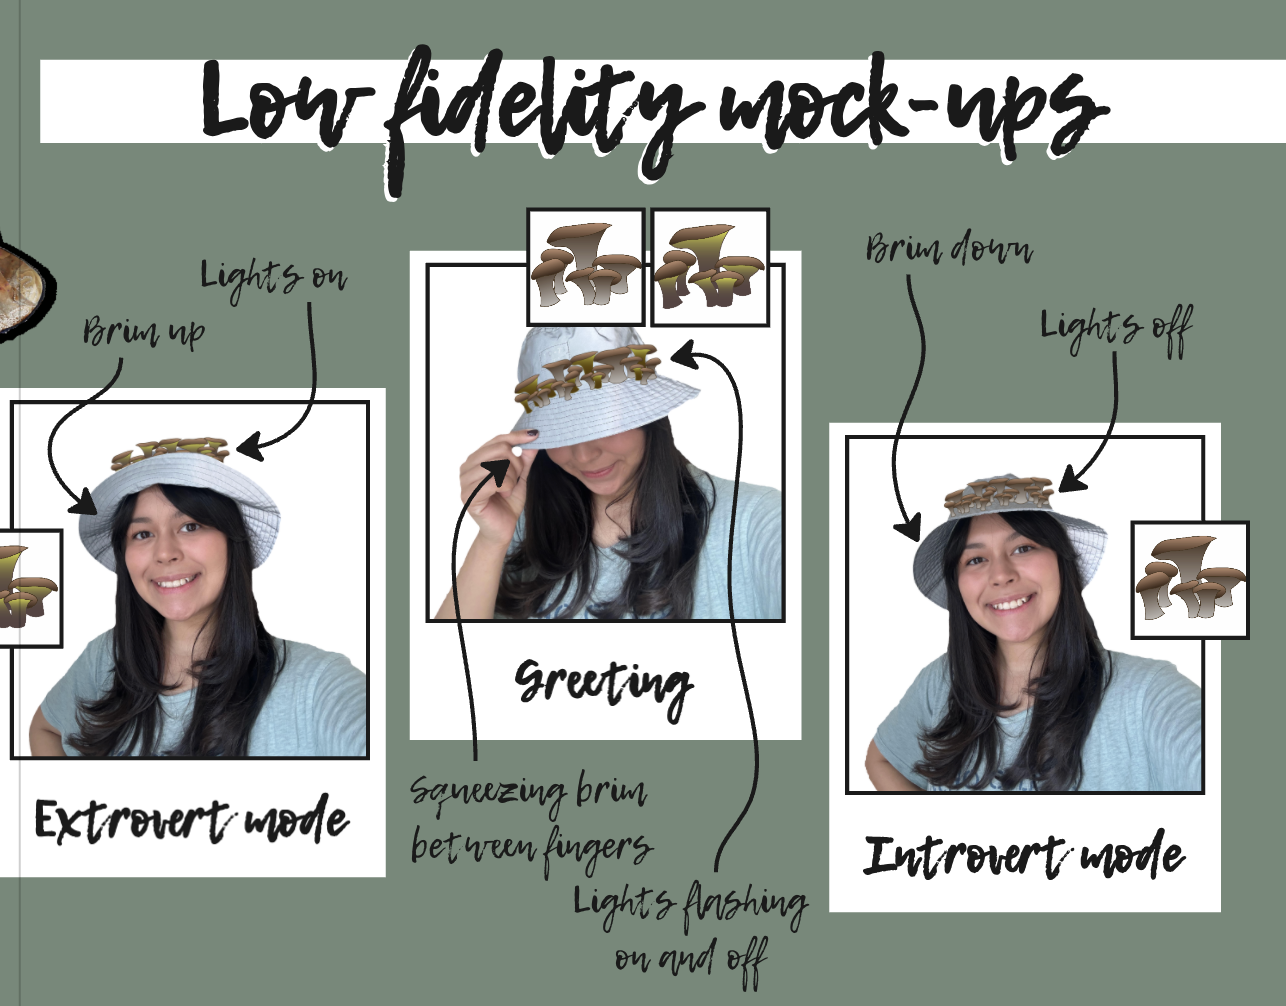 Low fidelity mock-ups
Lights on
Brim up
Extrovert mode
Greeting
Squeezing brim
between fingers
Lights flashing
on and off
Brim down
Lights off
Introvert mode